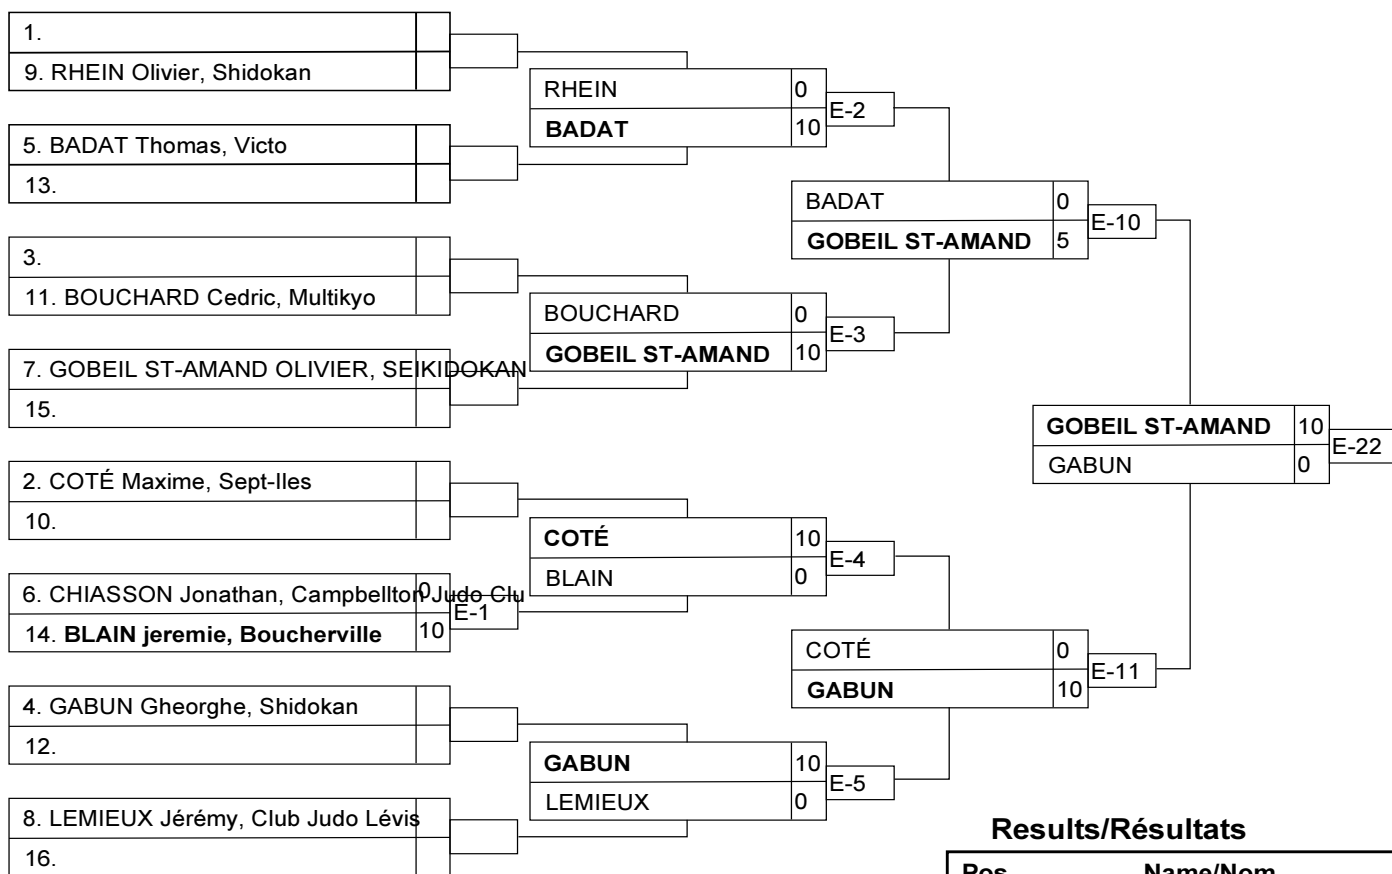 1.
9. RHEIN Olivier, Shidokan
5. BADAT Thomas, Victo
13.
3.
11. BOUCHARD Cedric, Multikyo
7. GOBEIL ST-AMAND OLIVIER, SEIKIDOKAN
15.
2. COTÉ Maxime, Sept-Iles
10.
6. CHIASSON Jonathan, Campbellton Judo Clu 0
14. BLAIN jeremie, Boucherville 10
E-1
4. GABUN Gheorghe, Shidokan
12.
8. LEMIEUX Jérémy, Club Judo Lévis
16.
RHEIN 0
BADAT 10
E-2
BOUCHARD 0
GOBEIL ST-AMAND 10
E-3
COTÉ 10
BLAIN 0
E-4
GABUN 10
LEMIEUX 0
E-5
BADAT 0
GOBEIL ST-AMAND 5
E-10
COTÉ 0
GABUN 10
E-11
GOBEIL ST-AMAND 10
GABUN 0
E-22
Results/Résultats
Pos Name/Nom